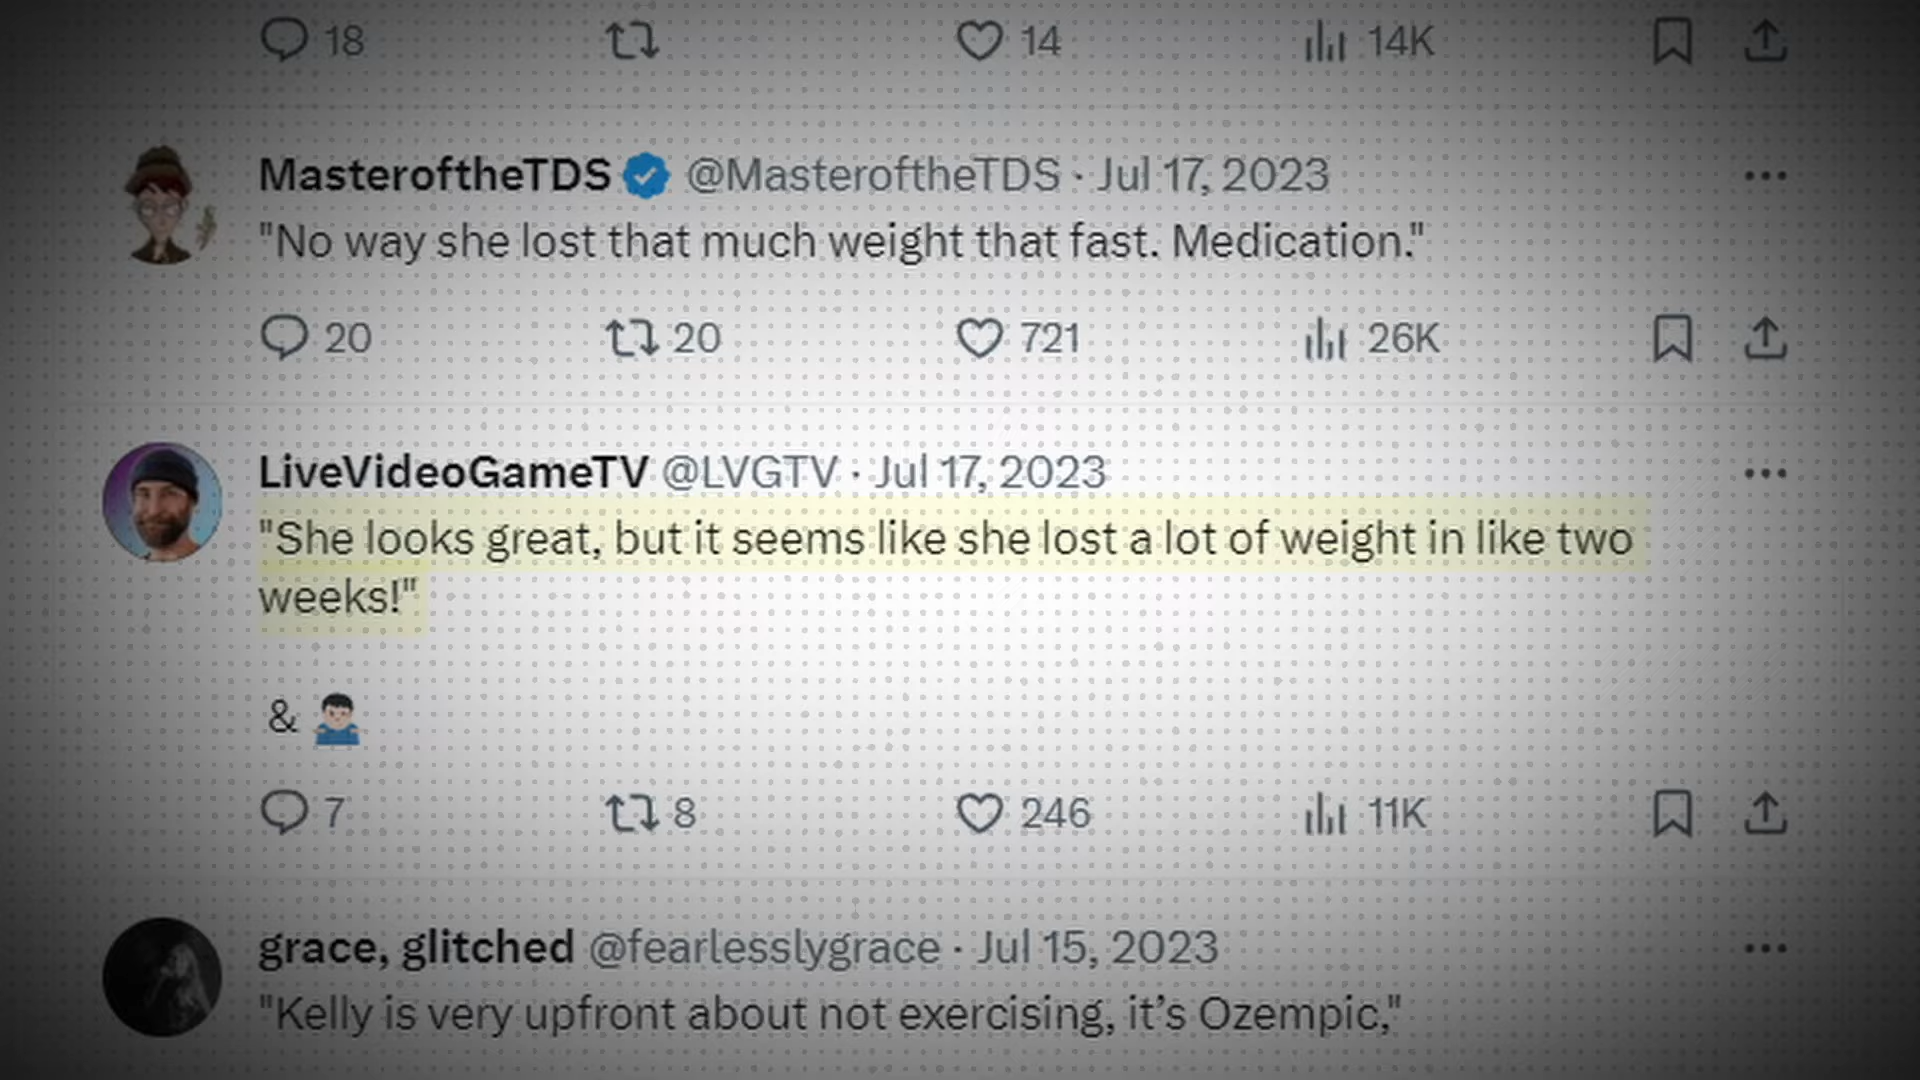 18 14 14K
MasteroftheTDS @MasteroftheTDS · Jul 17, 2023
"No way she lost that much weight that fast. Medication."
20 20 721 26K
LiveVideoGameTV @LVGTV · Jul 17, 2023
"She looks great, but it seems like she lost a lot of weight in like two
weeks!"
&
7 8 246 11K
grace, glitched @fearlesslygrace · Jul 15, 2023
"Kelly is very upfront about not exercising, it’s Ozempic,"